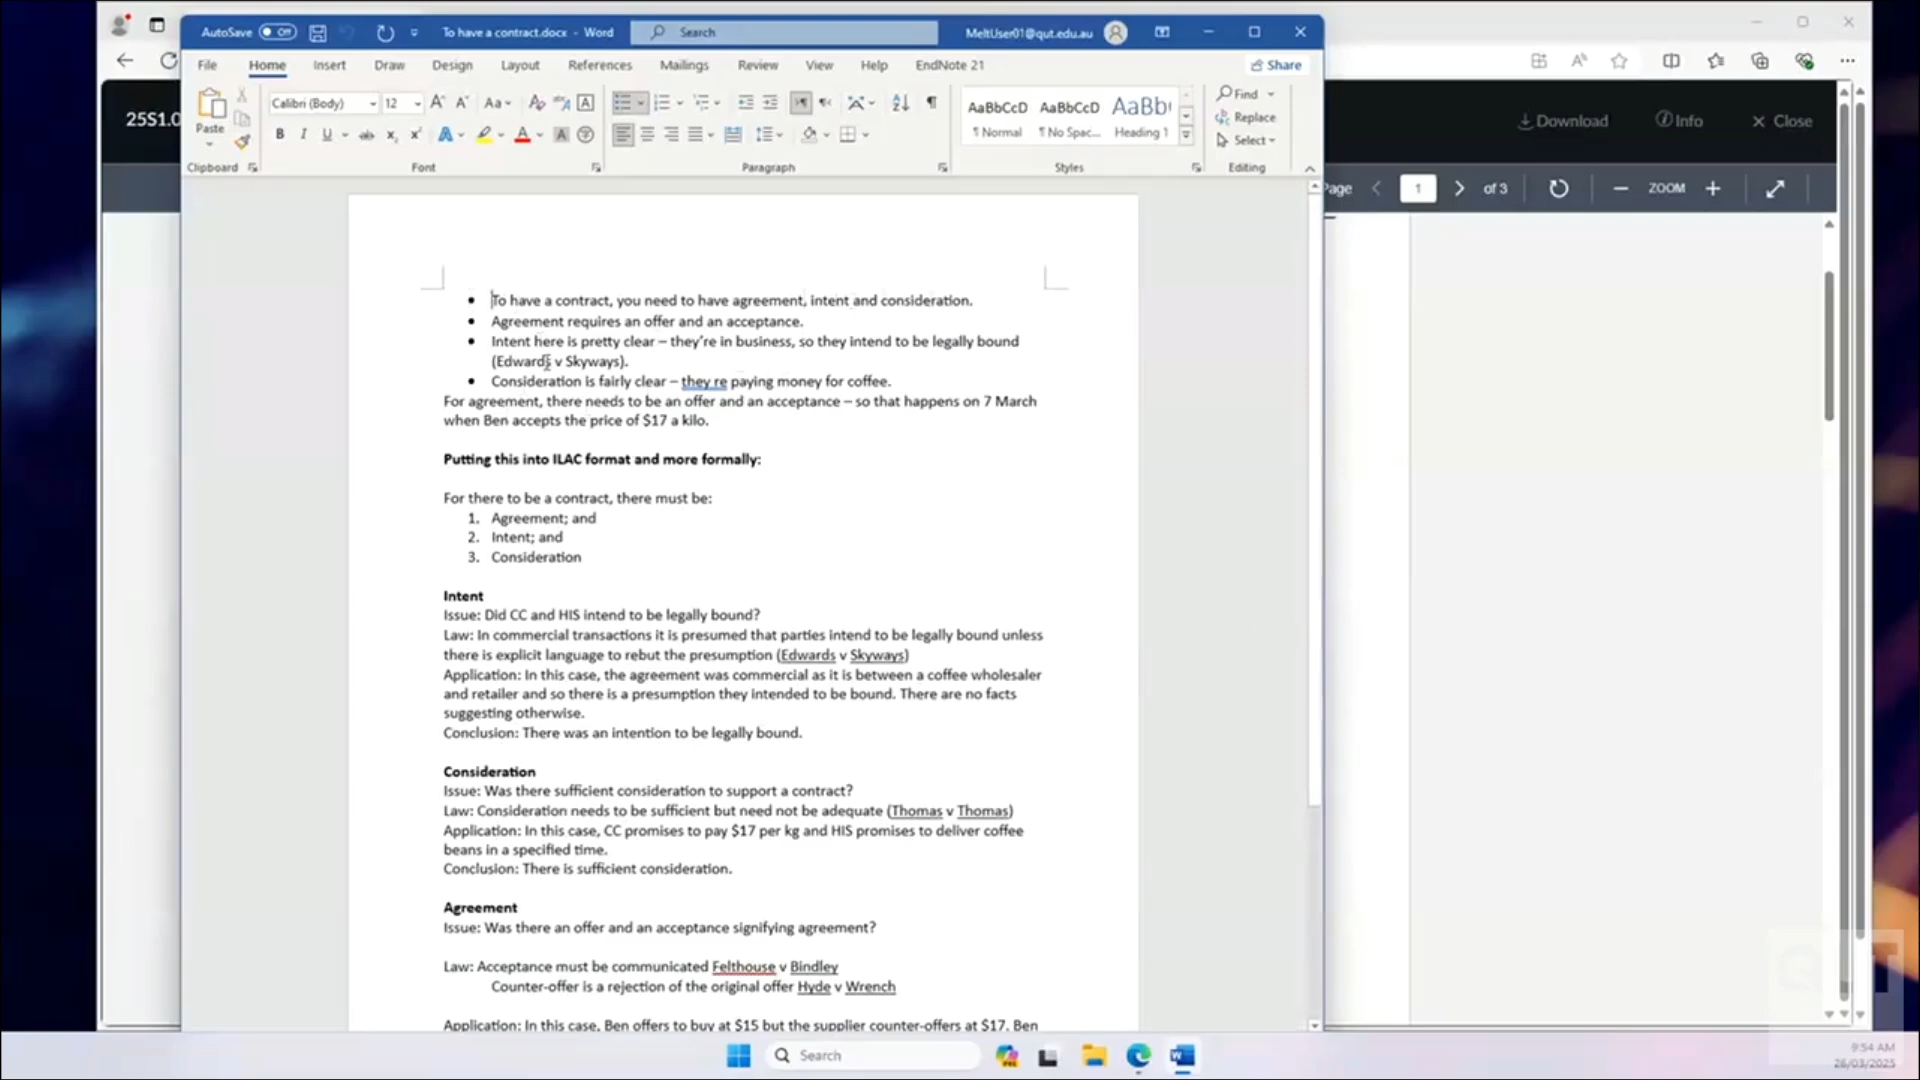 AutoSave Off To have a contract.docx - Word Search MeltUser01@qut.edu.au
File Home Insert Draw Design Layout References Mailings Review View Help EndNote 21 Share
25S1.0
Download Info Close
Paste
Calibri (Body) 12
AaBbCcD AaBbCcD AaBb
Normal No Spac... Heading 1
Find
Replace
Select
Clipboard Font Paragraph Styles Editing
Page 1 of 3 ZOOM
To have a contract, you need to have agreement, intent and consideration.
Agreement requires an offer and an acceptance.
Intent here is pretty clear – they're in business, so they intend to be legally bound
(Edwards v Skyways).
Consideration is fairly clear – they re paying money for coffee.
For agreement, there needs to be an offer and an acceptance – so that happens on 7 March
when Ben accepts the price of $17 a kilo.
Putting this into ILAC format and more formally:
For there to be a contract, there must be:
1. Agreement; and
2. Intent; and
3. Consideration
Intent
Issue: Did CC and HIS intend to be legally bound?
Law: In commercial transactions it is presumed that parties intend to be legally bound unless
there is explicit language to rebut the presumption (Edwards v Skyways)
Application: In this case, the agreement was commercial as it is between a coffee wholesaler
and retailer and so there is a presumption they intended to be bound. There are no facts
suggesting otherwise.
Conclusion: There was an intention to be legally bound.
Consideration
Issue: Was there sufficient consideration to support a contract?
Law: Consideration needs to be sufficient but need not be adequate (Thomas v Thomas)
Application: In this case, CC promises to pay $17 per kg and HIS promises to deliver coffee
beans in a specified time.
Conclusion: There is sufficient consideration.
Agreement
Issue: Was there an offer and an acceptance signifying agreement?
Law: Acceptance must be communicated Felthouse v Bindley
Counter-offer is a rejection of the original offer Hyde v Wrench
Application: In this case, Ben offers to buy at $15 but the supplier counter-offers at $17. Ben
QUT
Search
9:54 AM
26/03/2025